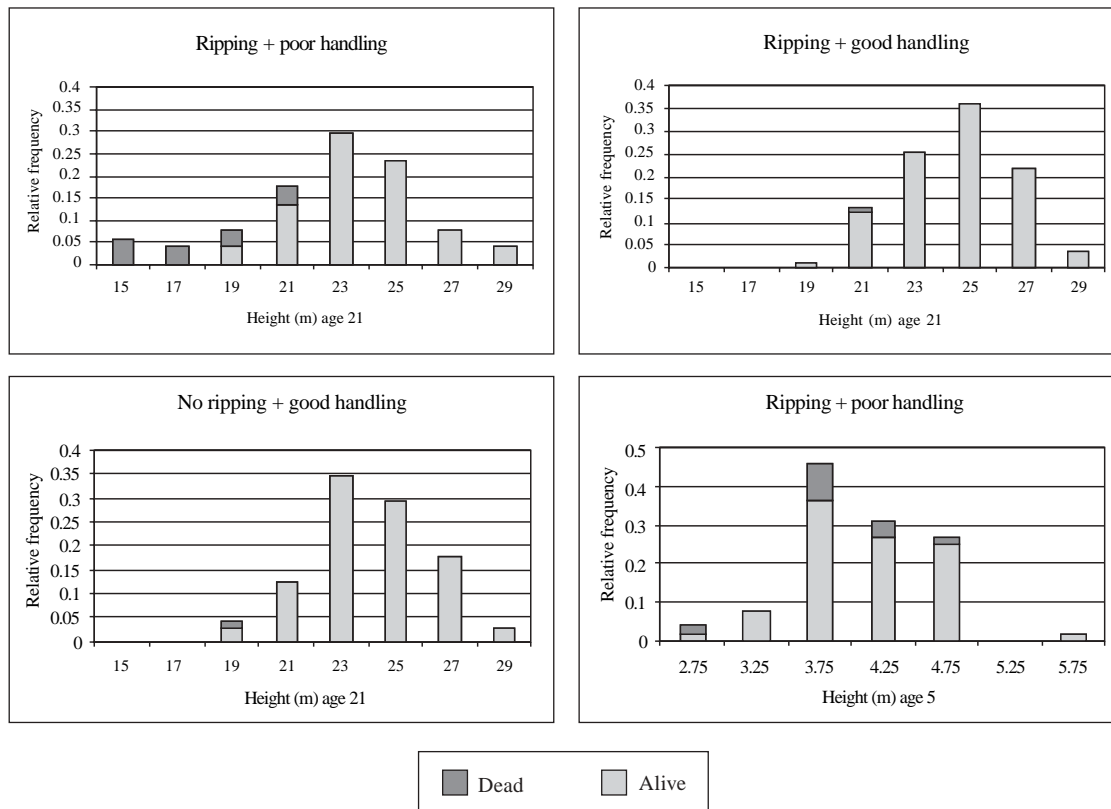 Ripping + poor handling
0.4
0.35
0.3
0.25
0.2
0.15
0.1
0.05
0
Relative frequency
15 17 19 21 23 25 27 29
Height (m) age 21
Ripping + good handling
0.4
0.35
0.3
0.25
0.2
0.15
0.1
0.05
0
Relative frequency
15 17 19 21 23 25 27 29
Height (m) age 21
No ripping + good handling
0.4
0.35
0.3
0.25
0.2
0.15
0.1
0.05
0
Relative frequency
15 17 19 21 23 25 27 29
Height (m) age 21
Ripping + poor handling
0.5
0.4
0.3
0.2
0.1
0
Relative frequency
2.75 3.25 3.75 4.25 4.75 5.25 5.75
Height (m) age 5
Dead Alive